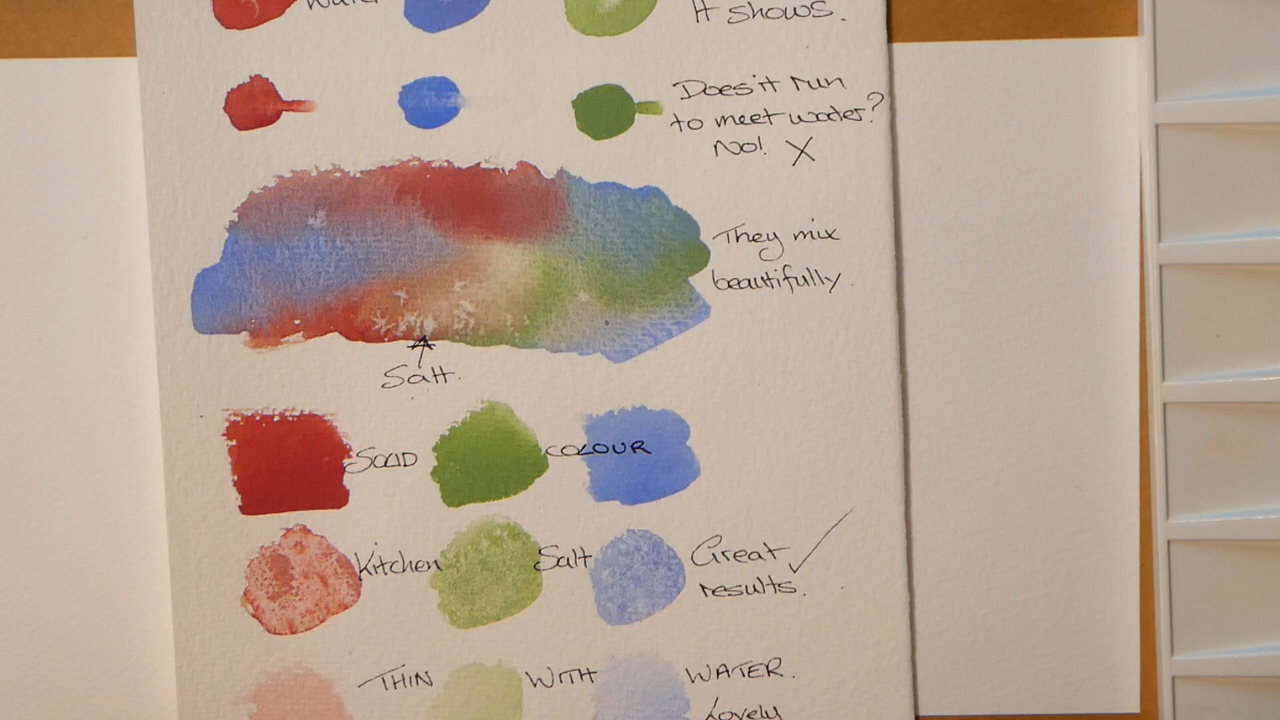 Water
It shows.
Does it run
to meet water?
No! X
They mix
beautifully.
Salt.
SOLID COLOUR
Kitchen Salt Great
results.
THIN WITH WATER.
Lovely